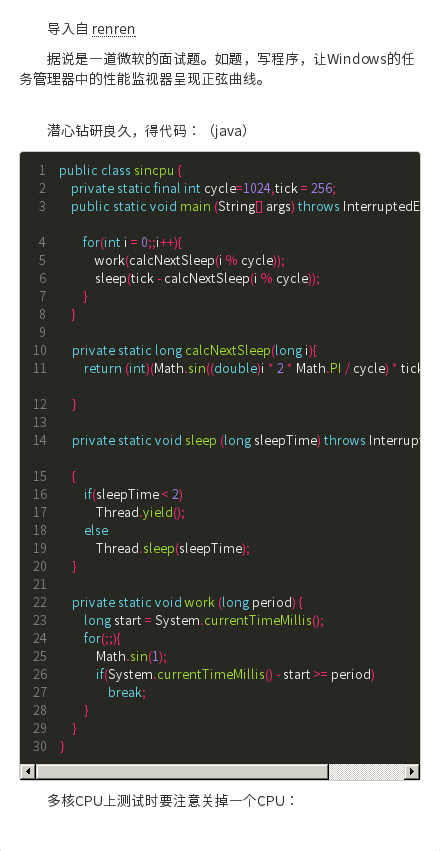 导入自 renren
据说是一道微软的面试题。如题，写程序，让Windows的任
务管理器中的性能监视器呈现正弦曲线。
潜心钻研良久，得代码：（java）
1 public class sincpu {
2 private static final int cycle=1024,tick = 256;
3 public static void main (String[] args) throws InterruptedE
4 for(int i = 0;;i++){
5 work(calcNextSleep(i % cycle));
6 sleep(tick - calcNextSleep(i % cycle));
7 }
8 }
9
10 private static long calcNextSleep(long i){
11 return (int)(Math.sin((double)i * 2 * Math.PI / cycle) * tick
12 }
13
14 private static void sleep (long sleepTime) throws Interrupt
15 {
16 if(sleepTime < 2)
17 Thread.yield();
18 else
19 Thread.sleep(sleepTime);
20 }
21
22 private static void work (long period) {
23 long start = System.currentTimeMillis();
24 for(;;){
25 Math.sin(1);
26 if(System.currentTimeMillis() - start >= period)
27 break;
28 }
29 }
30 }
多核CPU上测试时要注意关掉一个CPU：